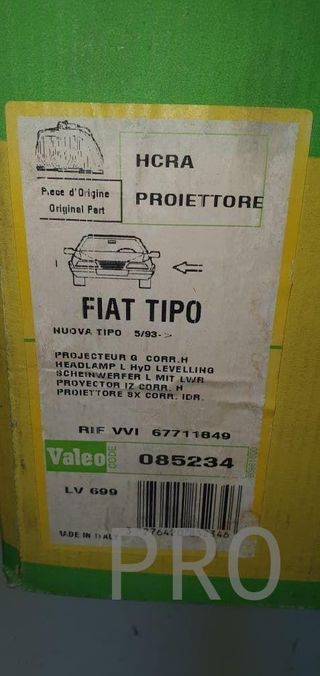 HCRA
Piece d'Origine
Original Part
PROIETTORE
FIAT TIPO
NUOVA TIPO 5/93->
PROJECTEUR G CORR.H
HEADLAMP L HyD LEVELLING
SCHEINWERFER L MIT LWR
PROYECTOR IZ CORR. H
PROIETTORE SX CORR. IDR.
RIF VVI 67711849
Valeo CODE 085234
LV 699
MADE IN ITALY
PRO